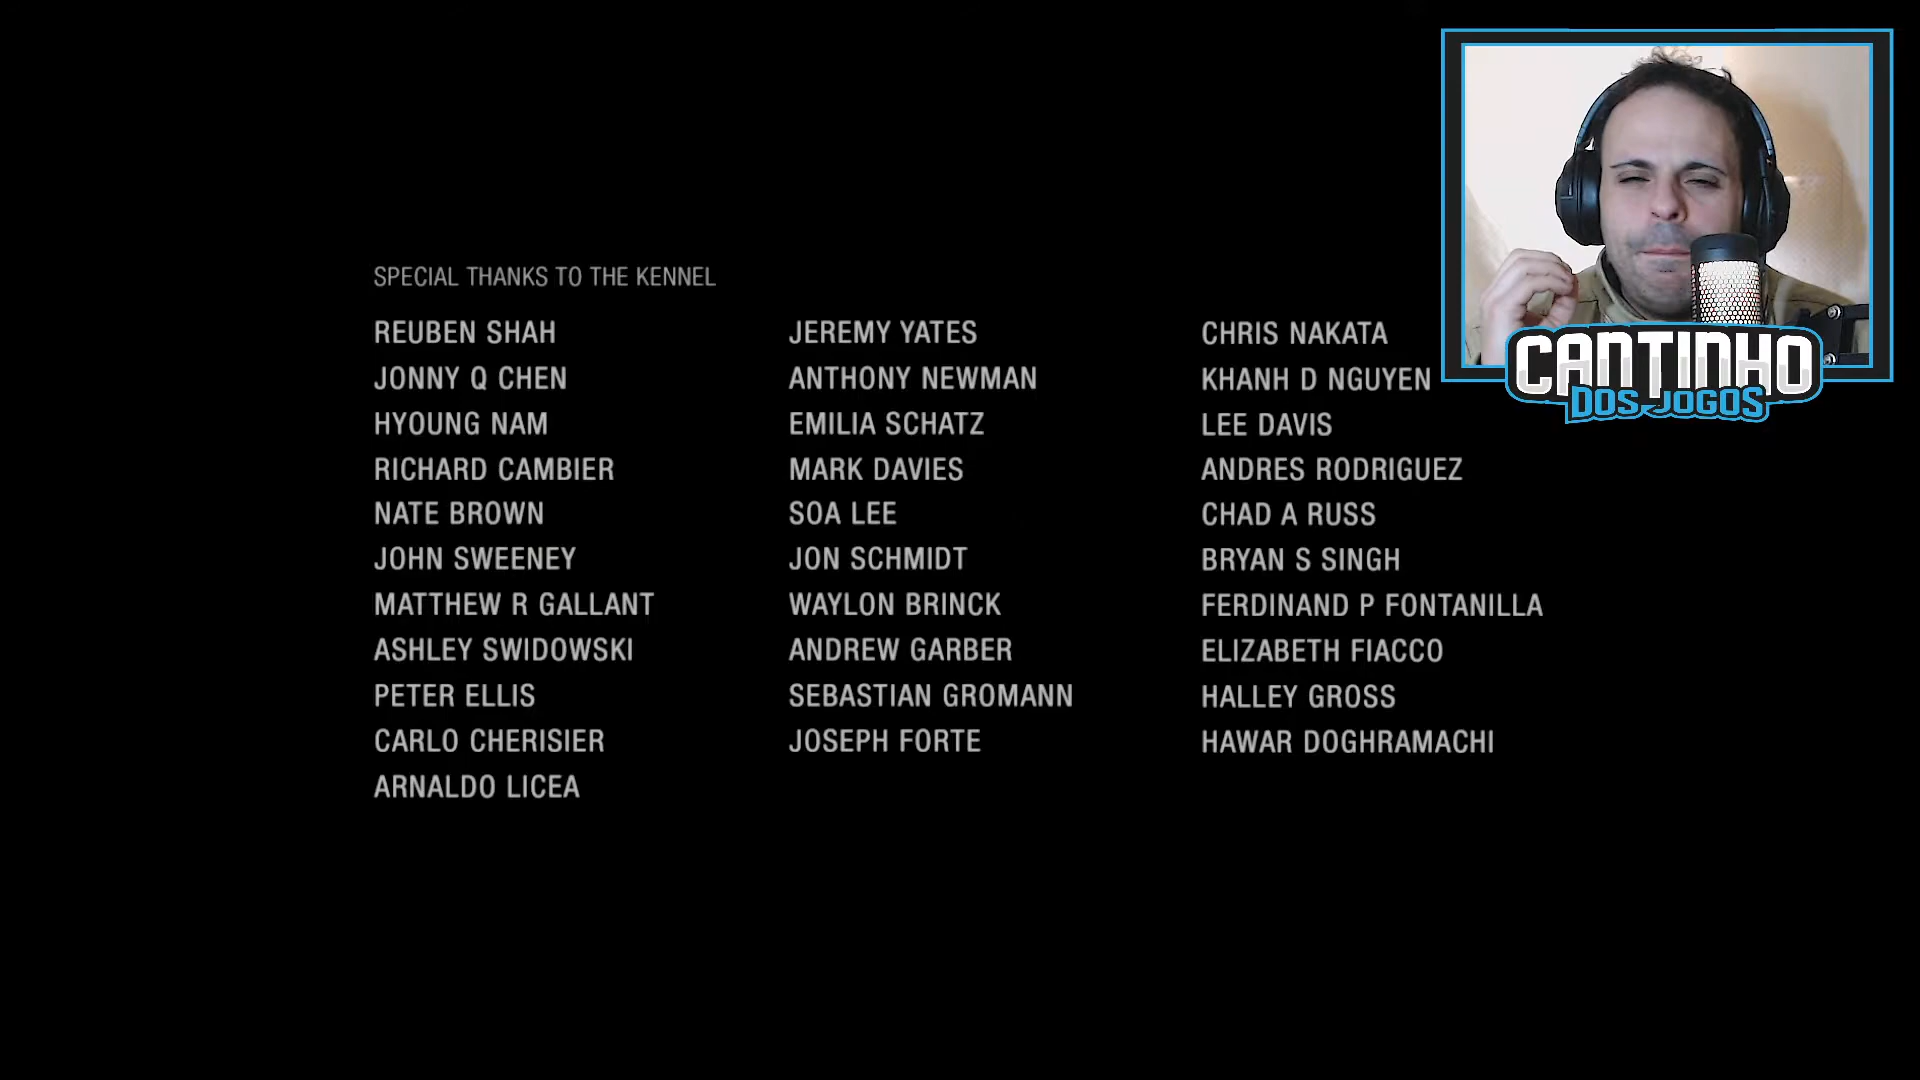 SPECIAL THANKS TO THE KENNEL
REUBEN SHAH
JONNY Q CHEN
HYOUNG NAM
RICHARD CAMBIER
NATE BROWN
JOHN SWEENEY
MATTHEW R GALLANT
ASHLEY SWIDOWSKI
PETER ELLIS
CARLO CHERISIER
ARNALDO LICEA
JEREMY YATES
ANTHONY NEWMAN
EMILIA SCHATZ
MARK DAVIES
SOA LEE
JON SCHMIDT
WAYLON BRINCK
ANDREW GARBER
SEBASTIAN GROMANN
JOSEPH FORTE
CHRIS NAKATA
KHANH D NGUYEN
LEE DAVIS
ANDRES RODRIGUEZ
CHAD A RUSS
BRYAN S SINGH
FERDINAND P FONTANILLA
ELIZABETH FIACCO
HALLEY GROSS
HAWAR DOGHRAMACHI
CANTINHO
DOS JOGOS